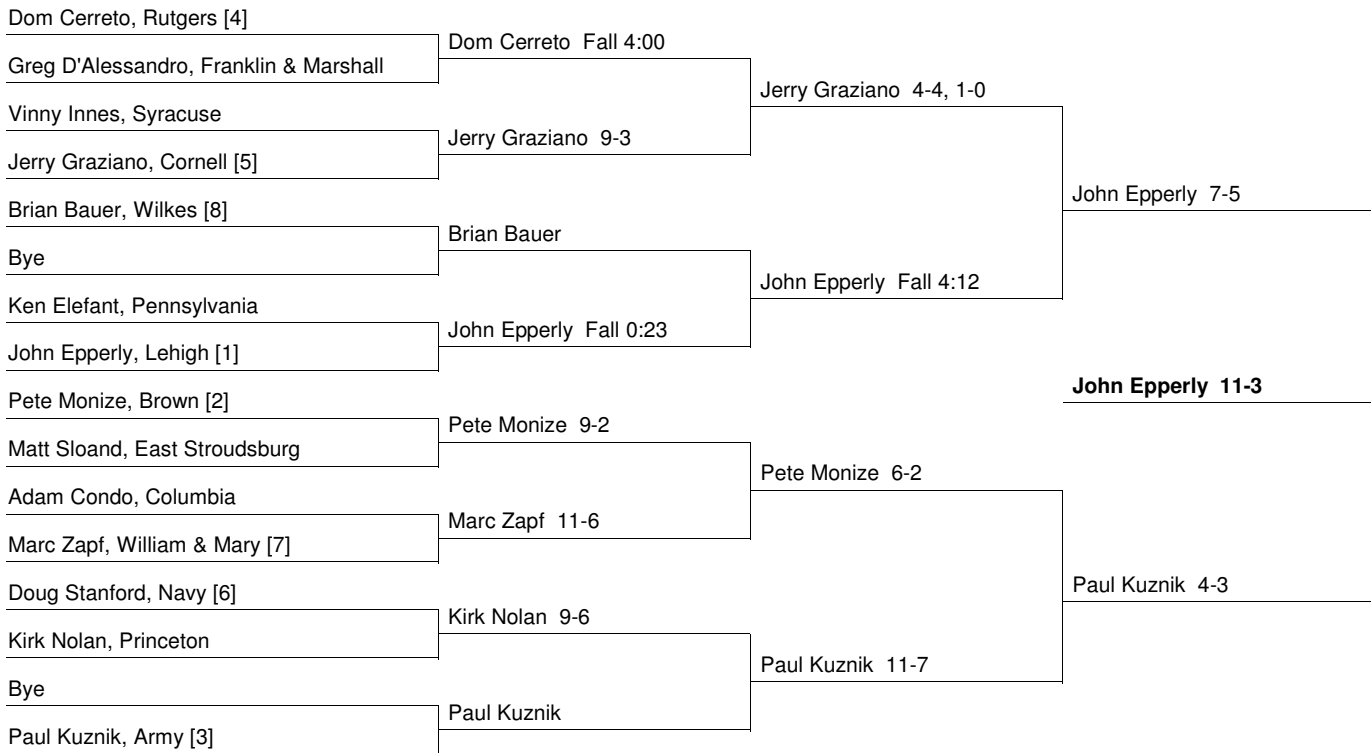 Dom Cerreto, Rutgers [4]
Dom Cerreto  Fall 4:00
Greg D'Alessandro, Franklin & Marshall
Jerry Graziano  4-4, 1-0
Vinny Innes, Syracuse
Jerry Graziano  9-3
Jerry Graziano, Cornell [5]
John Epperly  7-5
Brian Bauer, Wilkes [8]
Brian Bauer
Bye
John Epperly  Fall 4:12
Ken Elefant, Pennsylvania
John Epperly  Fall 0:23
John Epperly, Lehigh [1]
John Epperly  11-3
Pete Monize, Brown [2]
Pete Monize  9-2
Matt Sloand, East Stroudsburg
Pete Monize  6-2
Adam Condo, Columbia
Marc Zapf  11-6
Marc Zapf, William & Mary [7]
Paul Kuznik  4-3
Doug Stanford, Navy [6]
Kirk Nolan  9-6
Kirk Nolan, Princeton
Paul Kuznik  11-7
Bye
Paul Kuznik
Paul Kuznik, Army [3]